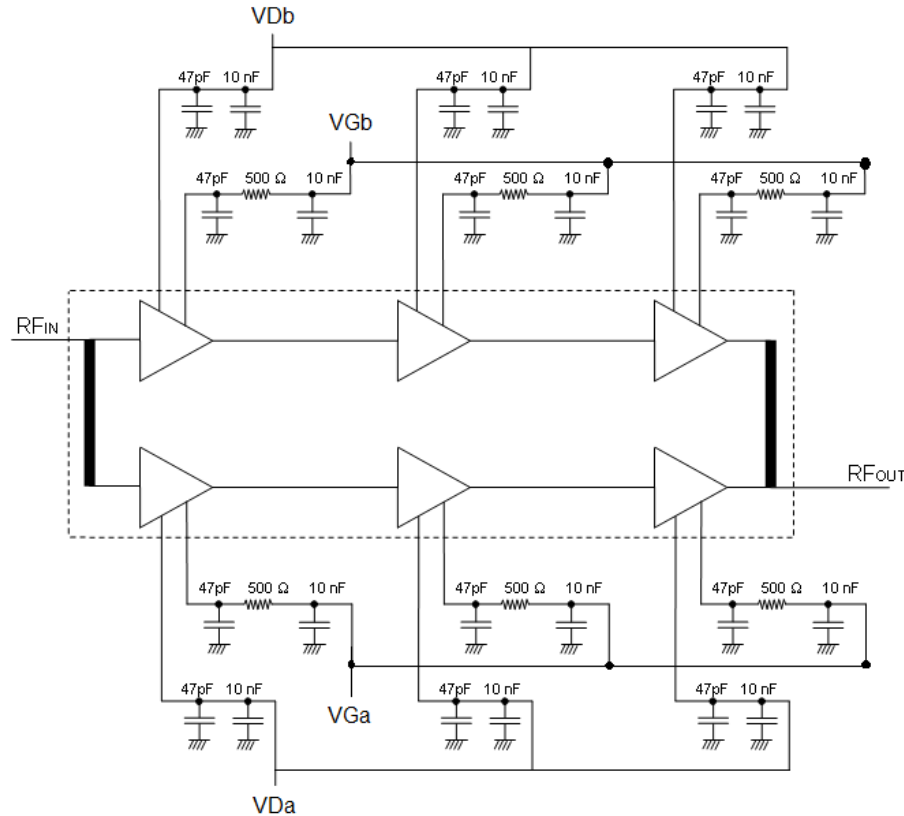 VDb
47pF 10 nF 47pF 10 nF 47pF 10 nF
VGb
47pF 500 Ω 10 nF 47pF 500 Ω 10 nF 47pF 500 Ω 10 nF
RFIN
RFOUT
47pF 500 Ω 10 nF 47pF 500 Ω 10 nF 47pF 500 Ω 10 nF
47pF 10 nF 47pF 10 nF 47pF 10 nF
VGa
VDa